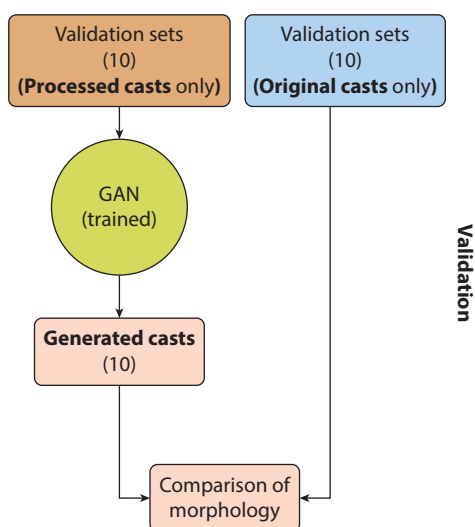 Validation sets
(10)
(Processed casts only)
Validation sets
(10)
(Original casts only)
GAN
(trained)
Validation
Generated casts
(10)
Comparison of
morphology